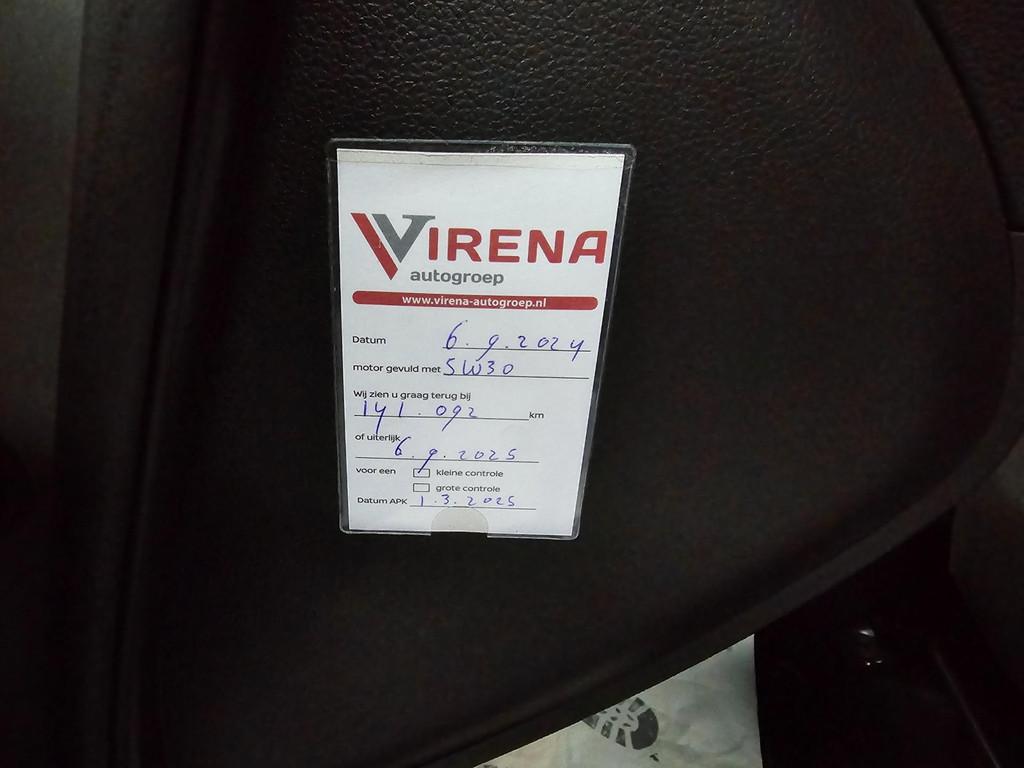 VIRENA
autogroep
www.virena-autogroep.nl
Datum 6.9.2024
motor gevuld met 5W30
Wij zien u graag terug bij
141.092 km
of uiterlijk
6.9.2025
voor een kleine controle
grote controle
Datum APK 1.3.2025